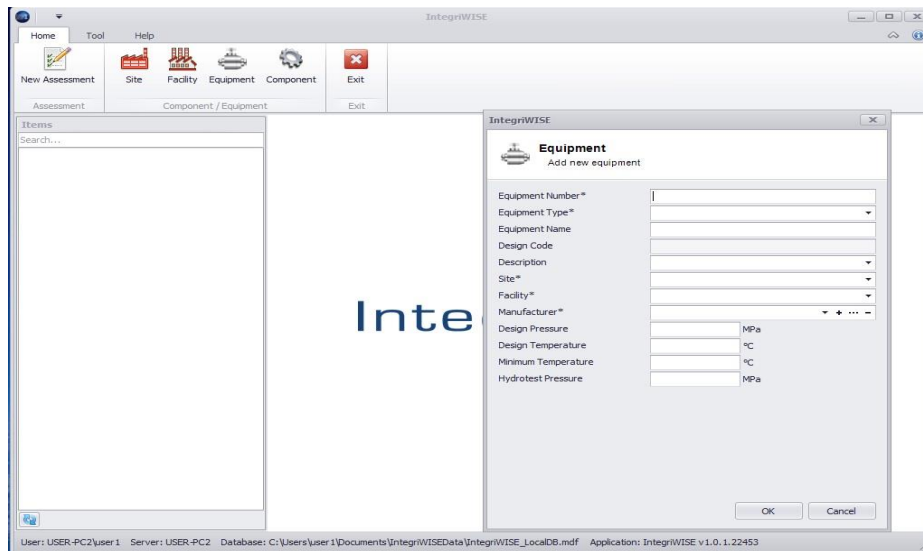 IntegriWISE
Home Tool Help
New Assessment Site Facility Equipment Component Exit
Assessment Component / Equipment Exit
Items
Search...
Inte
IntegriWISE
Equipment
Add new equipment
Equipment Number*
Equipment Type*
Equipment Name
Design Code
Description
Site*
Facility*
Manufacturer*
Design Pressure MPa
Design Temperature °C
Minimum Temperature °C
Hydrotest Pressure MPa
OK Cancel
User: USER-PC2\user1 Server: USER-PC2 Database: C:\Users\user1\Documents\IntegriWISEData\IntegriWISE_LocalDB.mdf Application: IntegriWISE v1.0.1.22453